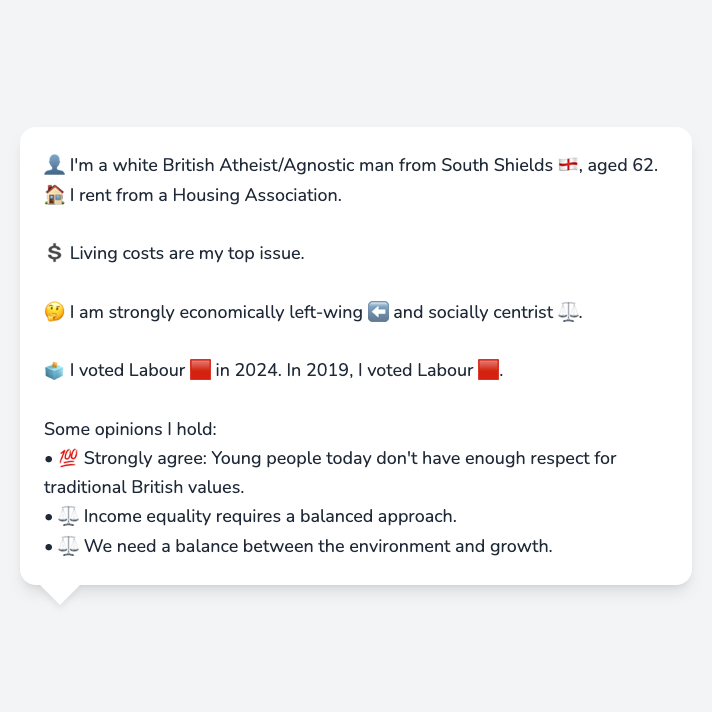 👤 I'm a white British Atheist/Agnostic man from South Shields 🏴󠁧󠁢󠁥󠁮󠁧󠁿, aged 62.
🏠 I rent from a Housing Association.
💲 Living costs are my top issue.
🤔 I am strongly economically left-wing ⬅️ and socially centrist ⚖️.
🗳️ I voted Labour 🟥 in 2024. In 2019, I voted Labour 🟥.
Some opinions I hold:
• 💯 Strongly agree: Young people today don't have enough respect for
traditional British values.
• ⚖️ Income equality requires a balanced approach.
• ⚖️ We need a balance between the environment and growth.